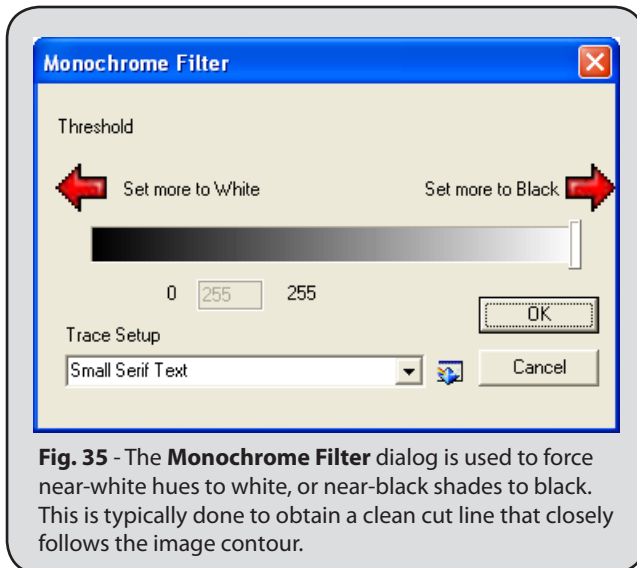 Monochrome Filter
Threshold
Set more to White Set more to Black
0 255 255
OK
Trace Setup
Small Serif Text
Cancel
Fig. 35 - The Monochrome Filter dialog is used to force
near-white hues to white, or near-black shades to black.
This is typically done to obtain a clean cut line that closely
follows the image contour.